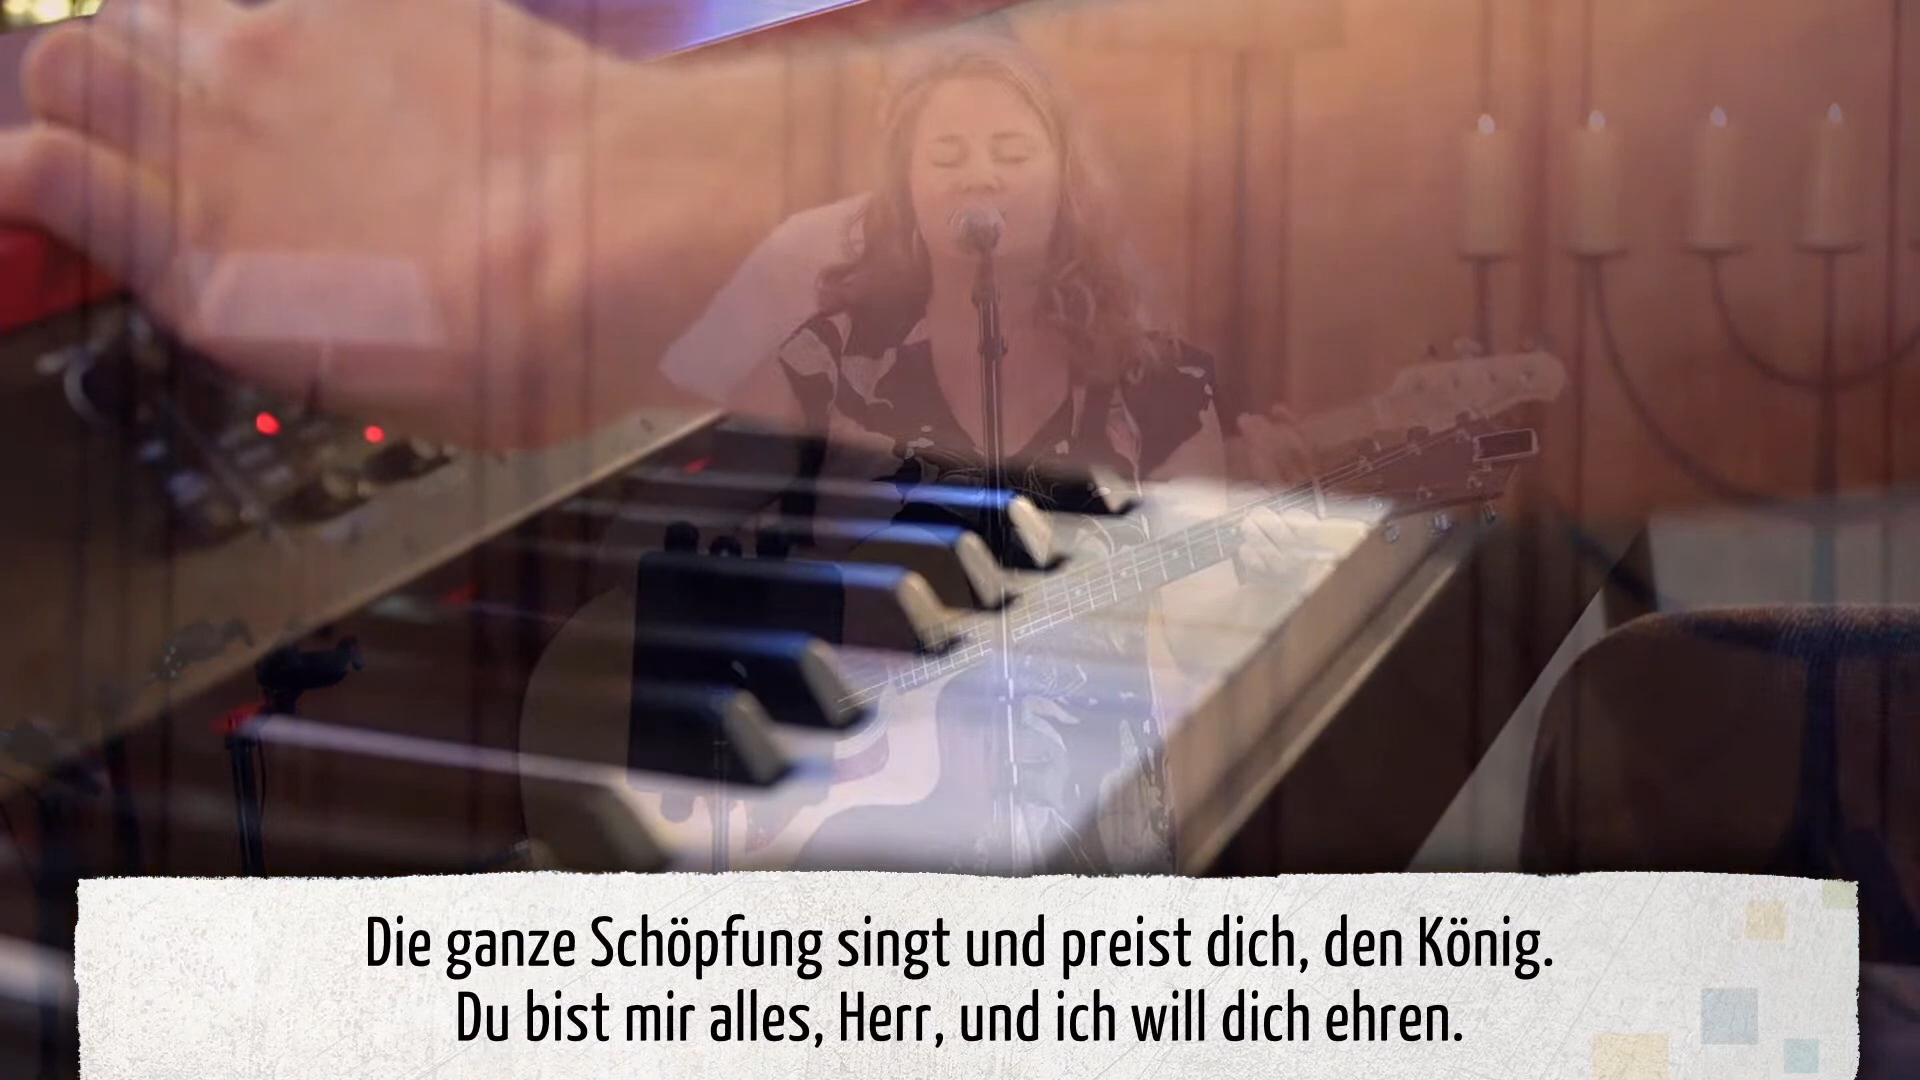 Die ganze Schöpfung singt und preist dich, den König.
Du bist mir alles, Herr, und ich will dich ehren.